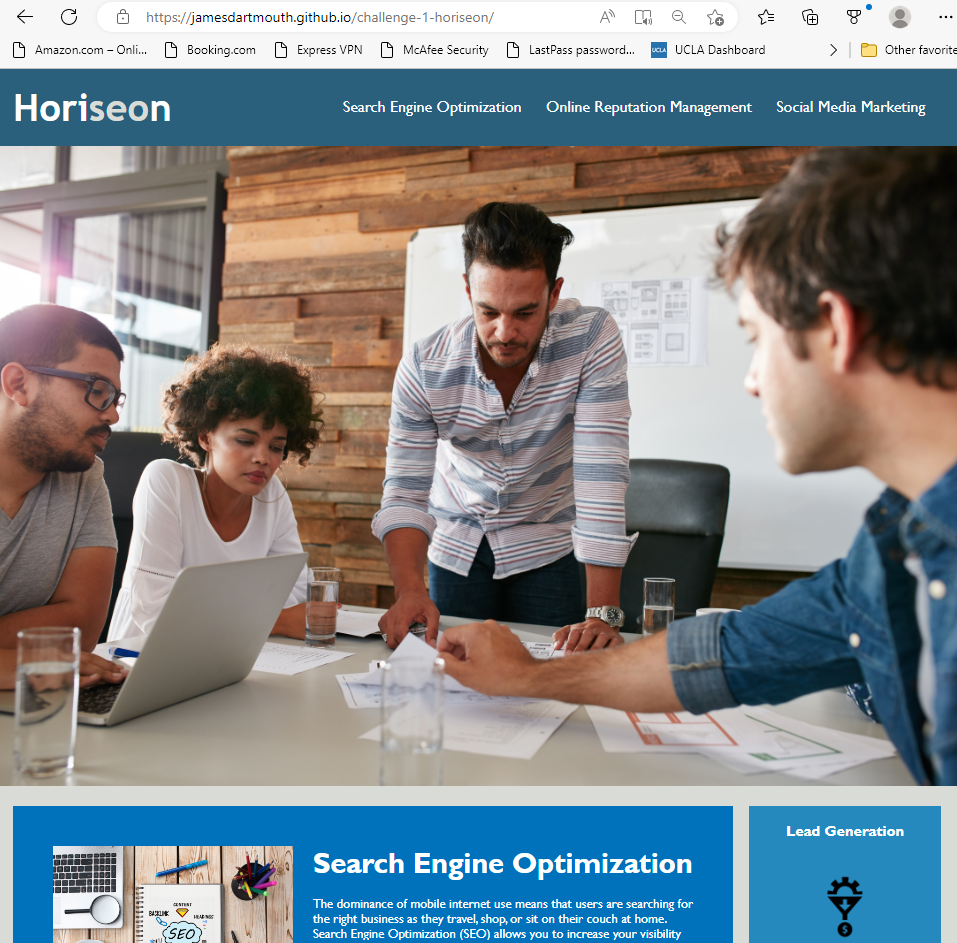 https://jamesdartmouth.github.io/challenge-1-horiseon/
Amazon.com – Onli...
Booking.com
Express VPN
McAfee Security
LastPass password...
UCLA
UCLA Dashboard
Other favorite
Horiseon
Search Engine Optimization
Online Reputation Management
Social Media Marketing
Search Engine Optimization
The dominance of mobile internet use means that users are searching for
the right business as they travel, shop, or sit on their couch at home.
Search Engine Optimization (SEO) allows you to increase your visibility
CONTENT
BACKLINK
HEADINGS
SEO
Lead Generation
$